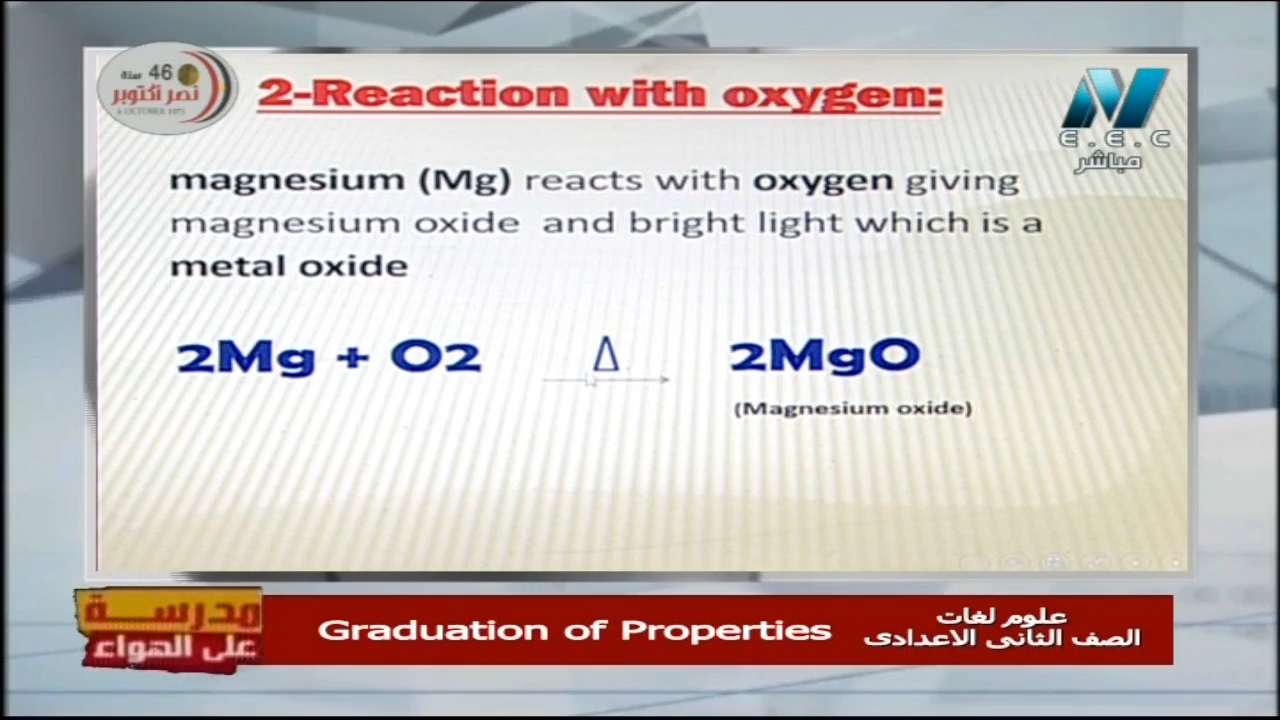 46 سنة
نصر أكتوبر
6 OCTOBER 1973
2-Reaction with oxygen:
E.E.C
مباشر
magnesium (Mg) reacts with oxygen giving
magnesium oxide and bright light which is a
metal oxide
2Mg + O2 Δ 2MgO
(Magnesium oxide)
مدرسة
على الهواء
Graduation of Properties
علوم لغات
الصف الثانى الاعدادى